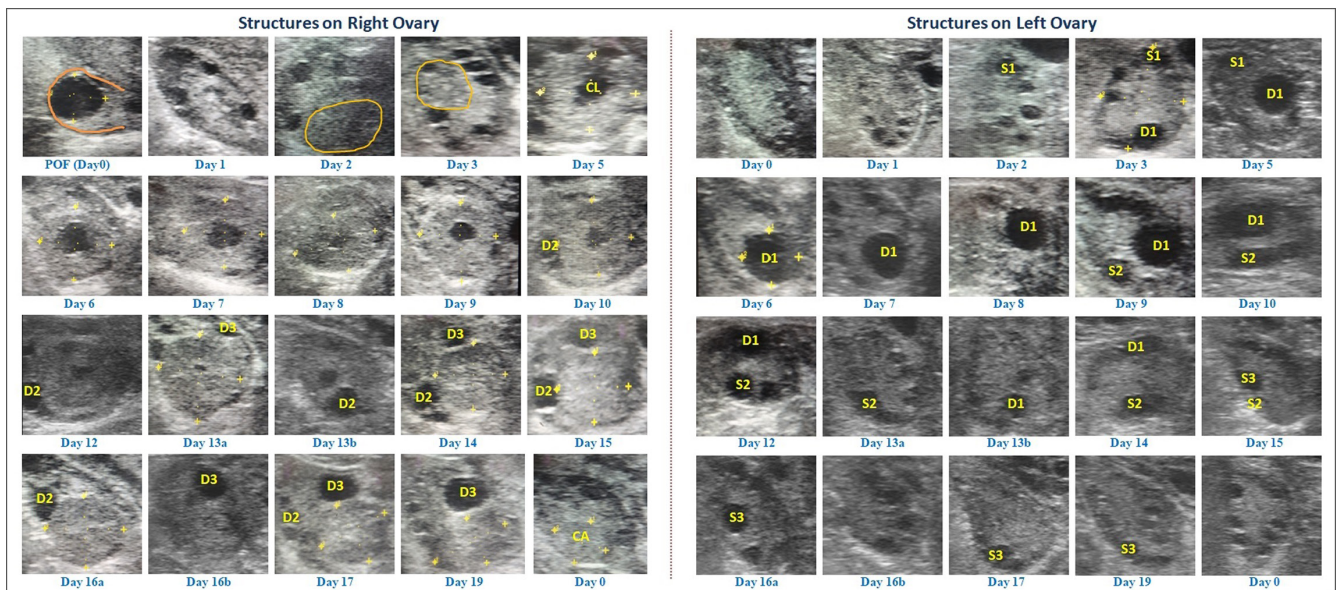 Structures on Right Ovary
CL
POF (Day0) Day 1 Day 2 Day 3 Day 5
D2
Day 6 Day 7 Day 8 Day 9 Day 10
D2 D3 D2 D3 D2 D3 D2
Day 12 Day 13a Day 13b Day 14 Day 15
D2 D3 D3 D2 D3 CA
Day 16a Day 16b Day 17 Day 19 Day 0
Structures on Left Ovary
S1 S1 D1 S1 D1
Day 0 Day 1 Day 2 Day 3 Day 5
D1 D1 D1 D1 S2 D1 S2
Day 6 Day 7 Day 8 Day 9 Day 10
D1 S2 S2 D1 D1 S2 S3 S2
Day 12 Day 13a Day 13b Day 14 Day 15
S3 S3 S3
Day 16a Day 16b Day 17 Day 19 Day 0